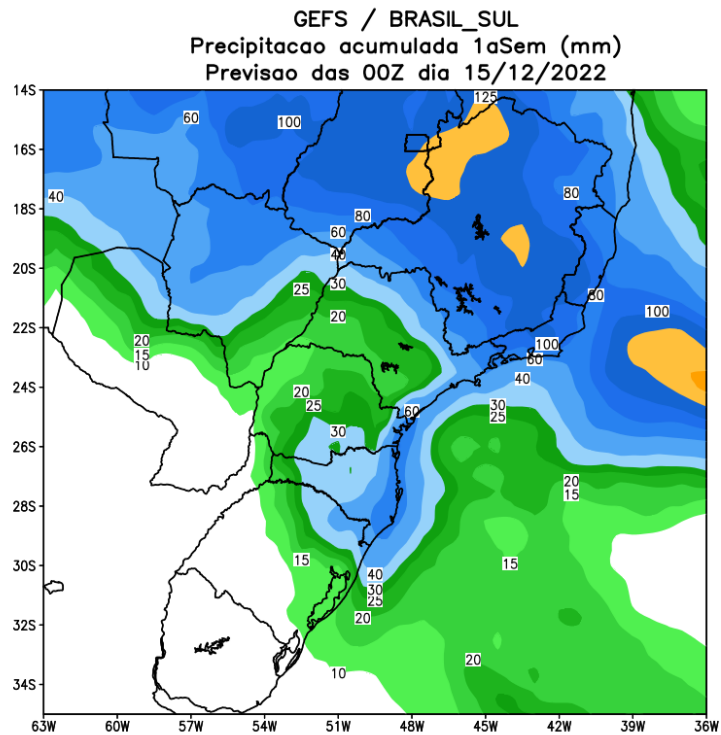 GEFS / BRASIL_SUL
Precipitacao acumulada 1aSem (mm)
Previsao das 00Z dia 15/12/2022
14S
125
60
100
16S
40
80
18S
80
60
40
20S
25
30
80
20
100
22S
20
15
10
100
60
24S
40
20
25
60
30
25
30
26S
20
15
28S
15
15
30S
40
30
25
20
32S
20
10
34S
63W 60W 57W 54W 51W 48W 45W 42W 39W 36W